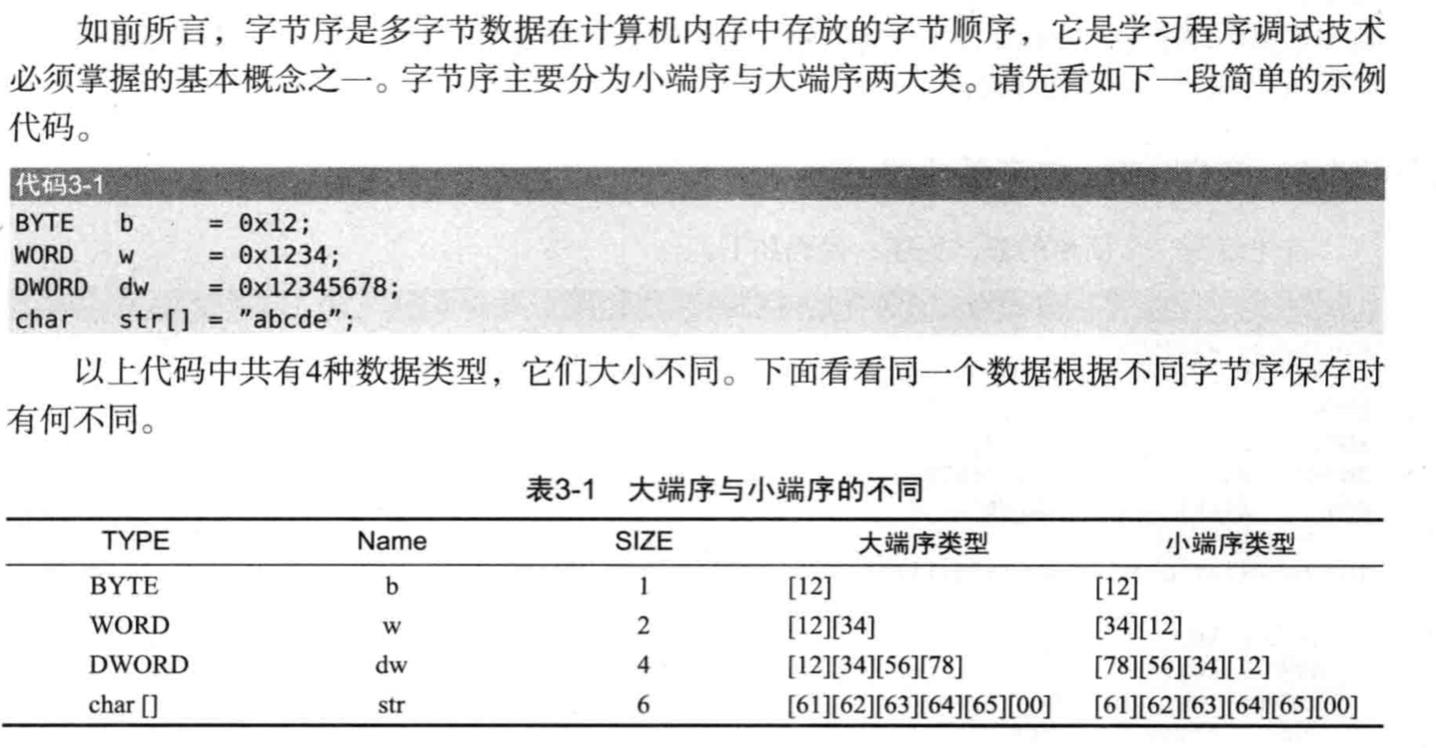 如前所言，字节序是多字节数据在计算机内存中存放的字节顺序，它是学习程序调试技术
必须掌握的基本概念之一。字节序主要分为小端序与大端序两大类。请先看如下一段简单的示例
代码。
代码3-1
BYTE b = 0x12;
WORD w = 0x1234;
DWORD dw = 0x12345678;
char str[] = ”abcde”;
以上代码中共有4种数据类型，它们大小不同。下面看看同一个数据根据不同字节序保存时
有何不同。
表3-1 大端序与小端序的不同
TYPE Name SIZE 大端序类型 小端序类型
BYTE b 1 [12] [12]
WORD w 2 [12][34] [34][12]
DWORD dw 4 [12][34][56][78] [78][56][34][12]
char [] str 6 [61][62][63][64][65][00] [61][62][63][64][65][00]